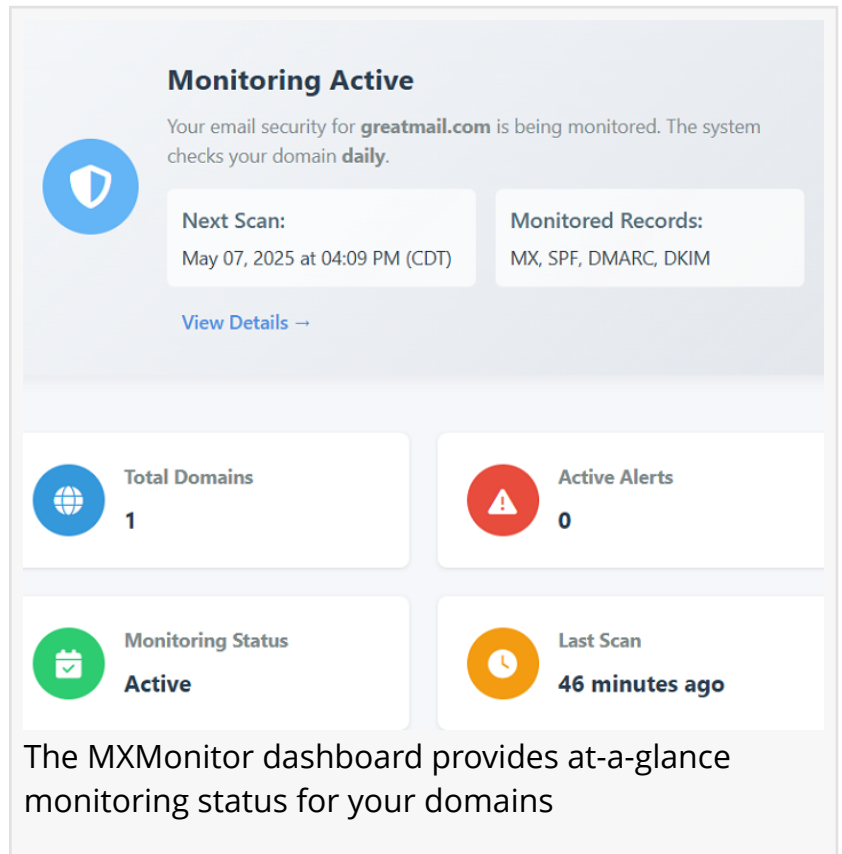 Monitoring Active
Your email security for greatmail.com is being monitored. The system
checks your domain daily.
Next Scan:
May 07, 2025 at 04:09 PM (CDT)
Monitored Records:
MX, SPF, DMARC, DKIM
View Details →
Total Domains
1
Active Alerts
0
Monitoring Status
Active
Last Scan
46 minutes ago
The MXMonitor dashboard provides at-a-glance
monitoring status for your domains